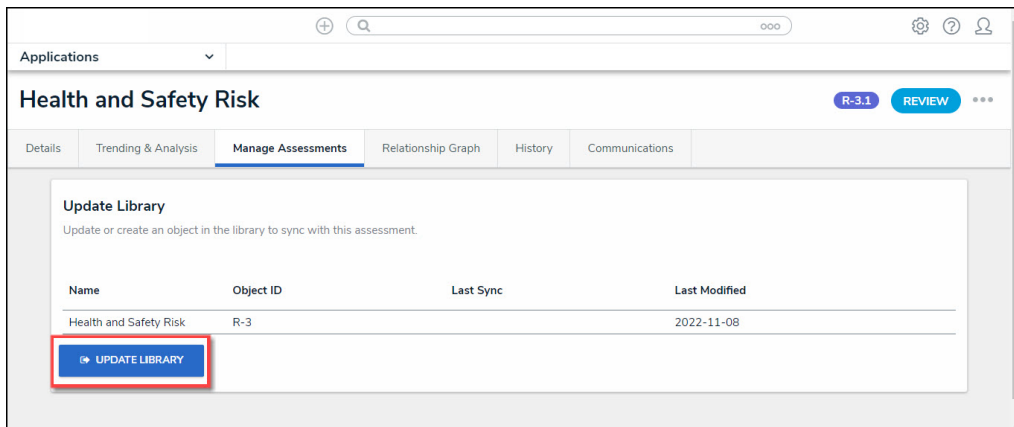 Applications
Health and Safety Risk
R-3.1
REVIEW
Details Trending & Analysis Manage Assessments Relationship Graph History Communications
Update Library
Update or create an object in the library to sync with this assessment.
Name Object ID Last Sync Last Modified
Health and Safety Risk R-3 2022-11-08
UPDATE LIBRARY